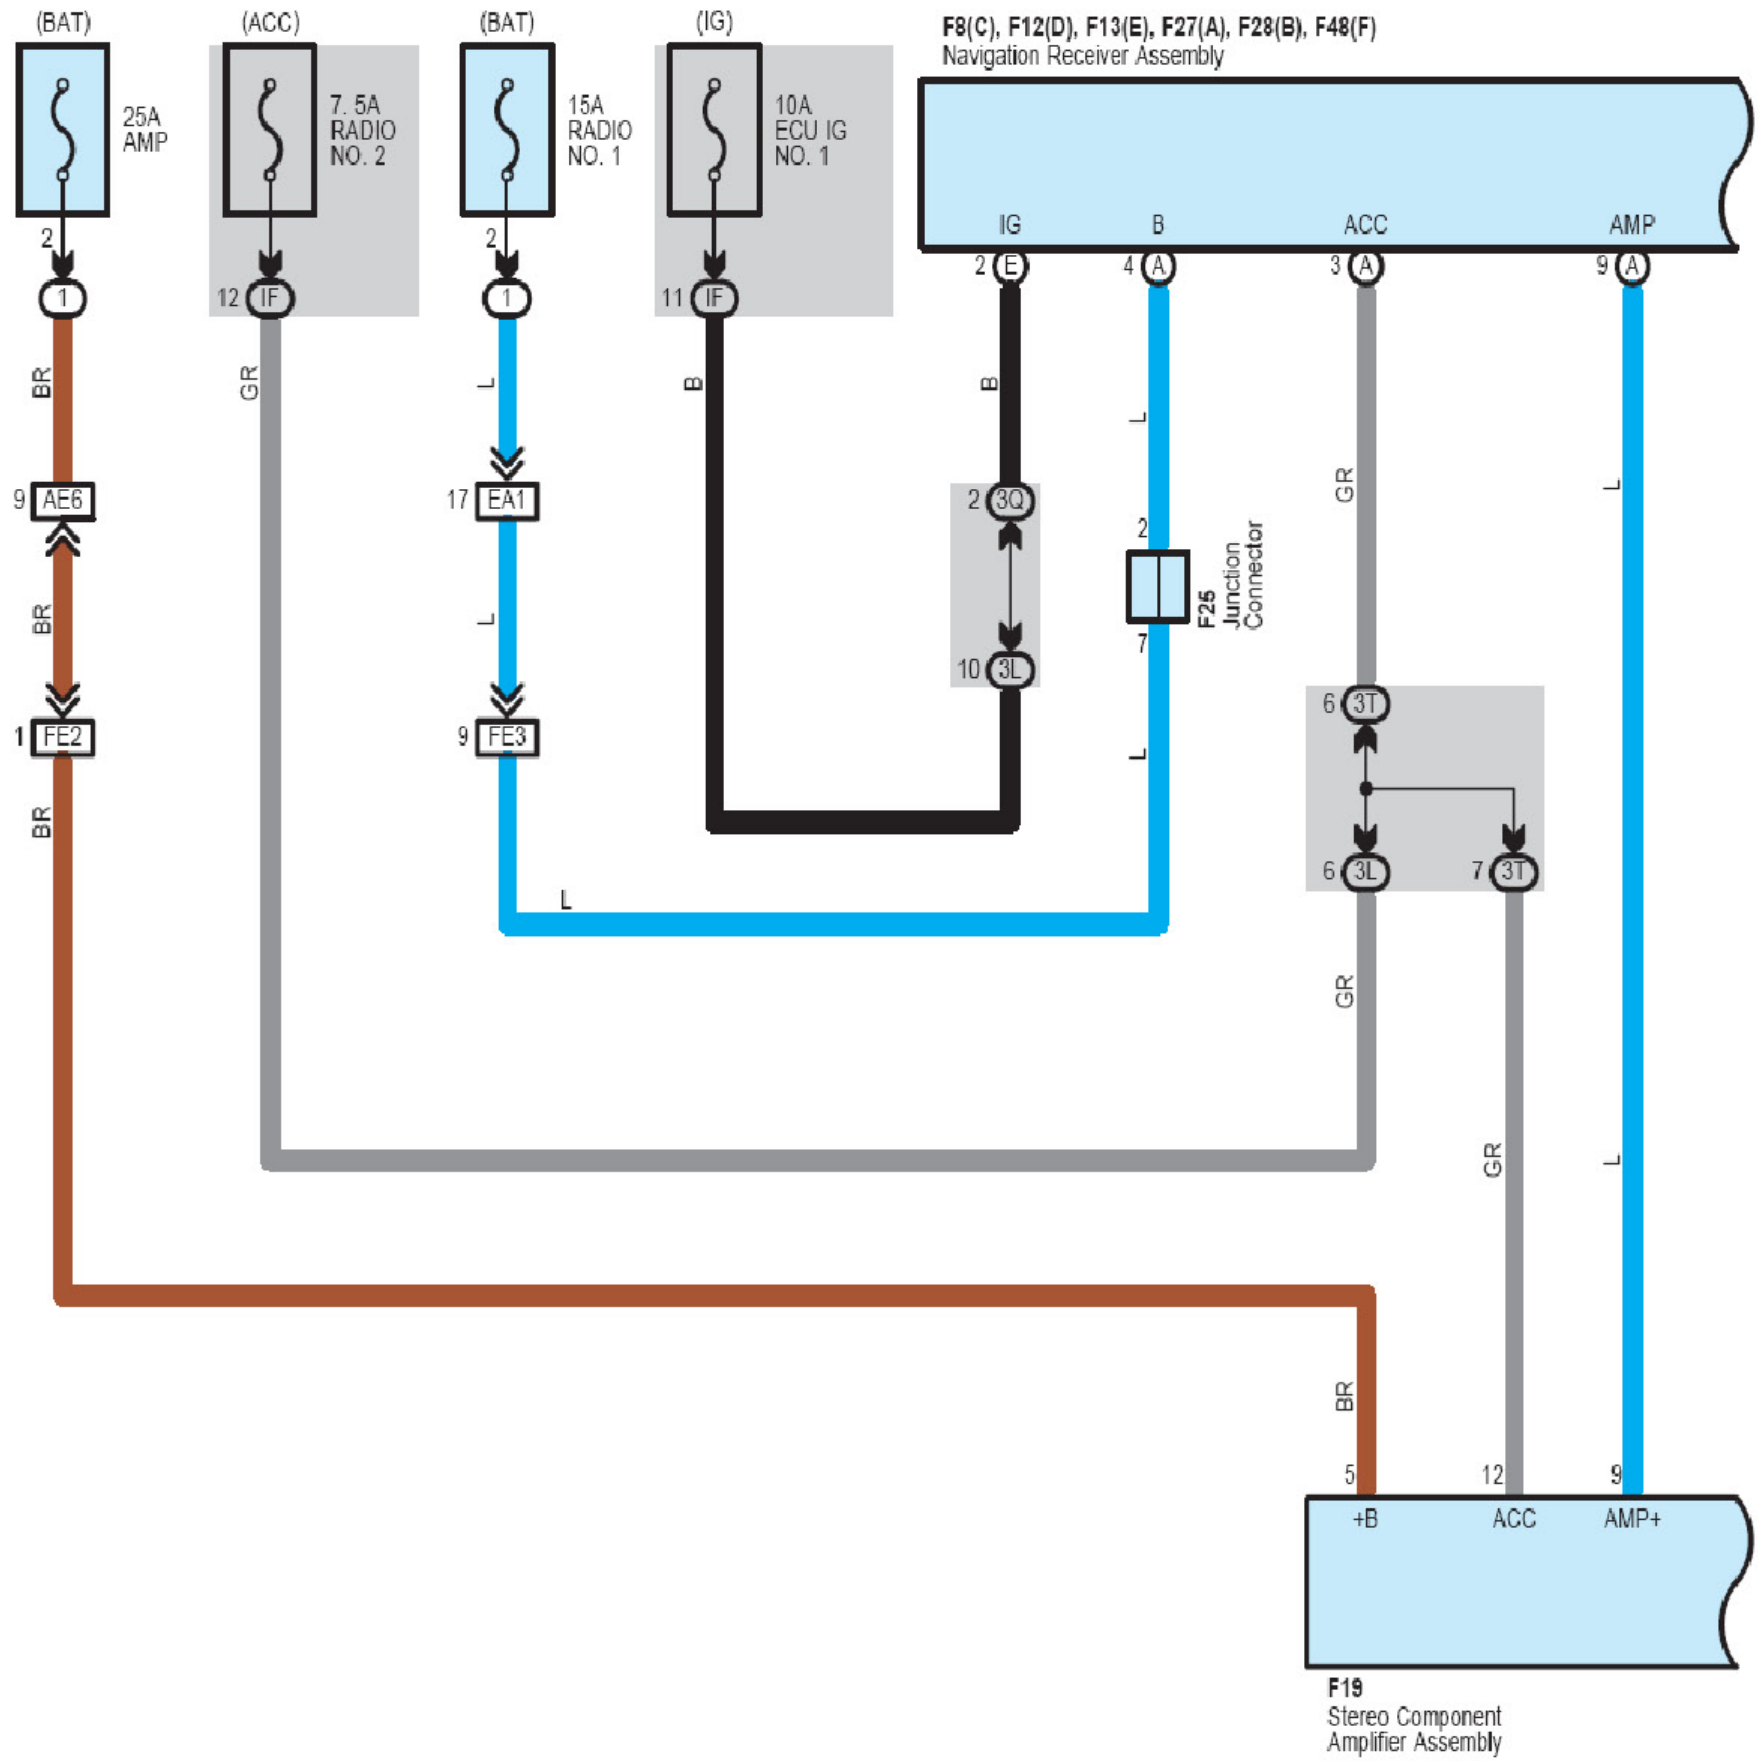 (BAT) (ACC) (BAT) (IG)
F8(C), F12(D), F13(E), F27(A), F28(B), F48(F)
Navigation Receiver Assembly
25A
AMP
7. 5A
RADIO
NO. 2
15A
RADIO
NO. 1
10A
ECU IG
NO. 1
IG B ACC AMP
2 2
2 E 4 A 3 A 9 A
1 12 IF 1 11 IF
BR GR L B B L
GR L
9 AE6 17 EA1 2 3Q
2
F25
Junction
Connector
BR L 7
10 3L
6 3T
1 FE2 9 FE3 L
BR
6 3L 7 3T
L
GR
GR L
BR
5 12 9
+B ACC AMP+
F19
Stereo Component
Amplifier Assembly